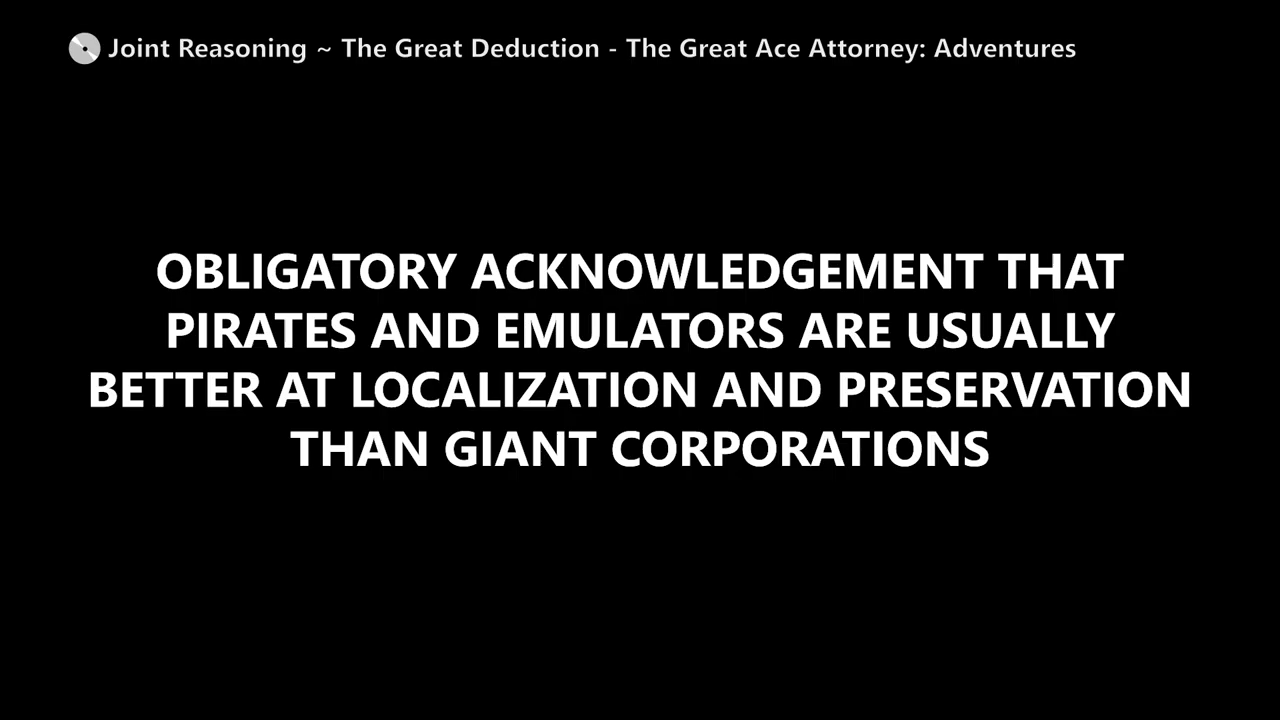 Joint Reasoning ~ The Great Deduction - The Great Ace Attorney: Adventures
OBLIGATORY ACKNOWLEDGEMENT THAT
PIRATES AND EMULATORS ARE USUALLY
BETTER AT LOCALIZATION AND PRESERVATION
THAN GIANT CORPORATIONS